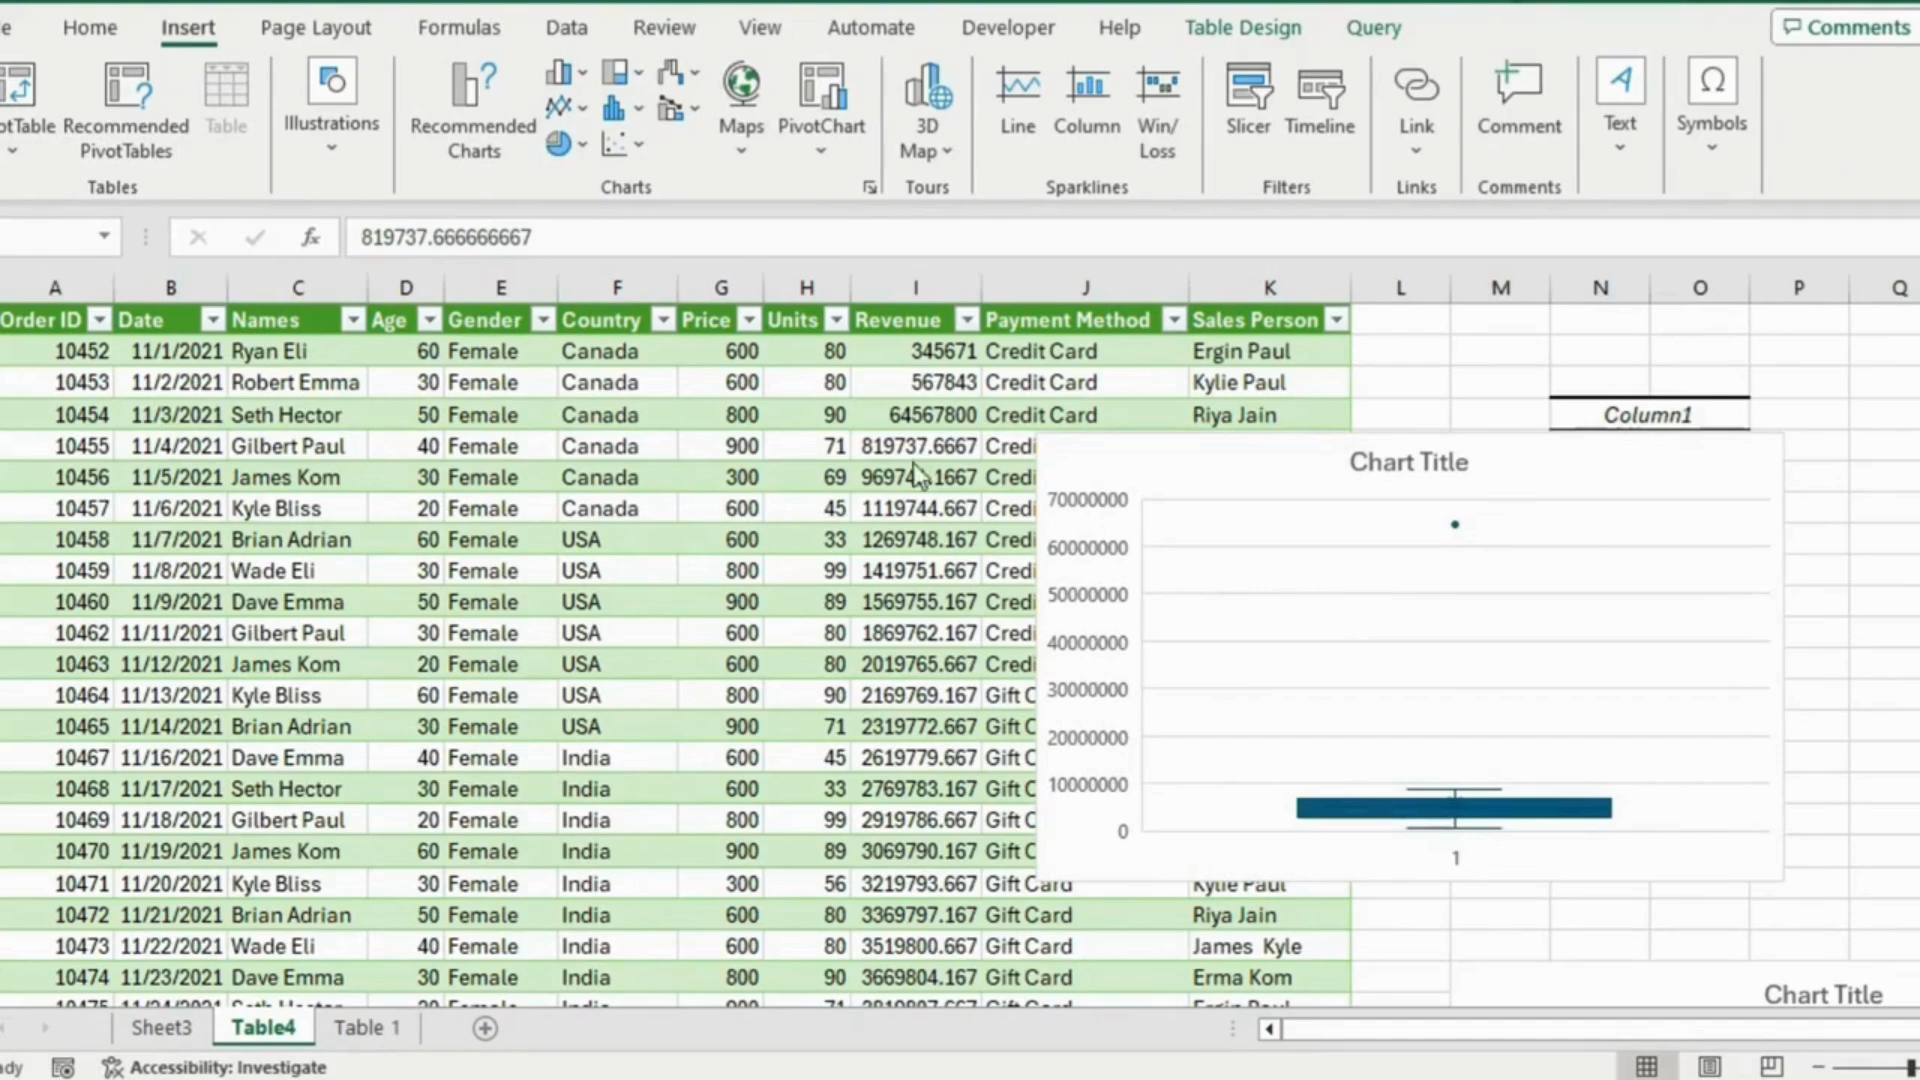 Home Insert Page Layout Formulas Data Review View Automate Developer Help Table Design Query Comments
Recommended PivotTables
Table
Illustrations
Recommended Charts
Maps
PivotChart
3D Map
Line
Column
Win/ Loss
Slicer
Timeline
Link
Comment
Text
Symbols
Tables Charts Tours Sparklines Filters Links Comments
fx 819737.666666667
A B C D E F G H I J K L M N O P Q
Order ID Date Names Age Gender Country Price Units Revenue Payment Method Sales Person
10452 11/1/2021 Ryan Eli 60 Female Canada 600 80 345671 Credit Card Ergin Paul
10453 11/2/2021 Robert Emma 30 Female Canada 600 80 567843 Credit Card Kylie Paul
10454 11/3/2021 Seth Hector 50 Female Canada 800 90 64567800 Credit Card Riya Jain Column1
10455 11/4/2021 Gilbert Paul 40 Female Canada 900 71 819737.6667 Credi
10456 11/5/2021 James Kom 30 Female Canada 300 69 Credi
10457 11/6/2021 Kyle Bliss 20 Female Canada 600 45 1119744.667 Credi
10458 11/7/2021 Brian Adrian 60 Female USA 600 33 1269748.167 Credi
10459 11/8/2021 Wade Eli 30 Female USA 800 99 1419751.667 Credi
10460 11/9/2021 Dave Emma 50 Female USA 900 89 1569755.167 Credi
10462 11/11/2021 Gilbert Paul 30 Female USA 600 80 1869762.167 Credi
10463 11/12/2021 James Kom 20 Female USA 600 80 2019765.667 Credi
10464 11/13/2021 Kyle Bliss 60 Female USA 800 90 2169769.167 Gift C
10465 11/14/2021 Brian Adrian 30 Female USA 900 71 2319772.667 Gift C
10467 11/16/2021 Dave Emma 40 Female India 600 45 2619779.667 Gift C
10468 11/17/2021 Seth Hector 30 Female India 600 33 2769783.167 Gift C
10469 11/18/2021 Gilbert Paul 20 Female India 800 99 2919786.667 Gift C
10470 11/19/2021 James Kom 60 Female India 900 89 3069790.167 Gift C
10471 11/20/2021 Kyle Bliss 30 Female India 300 56 3219793.667 Gift Card Kylie Paul
10472 11/21/2021 Brian Adrian 50 Female India 600 80 3369797.167 Gift Card Riya Jain
10473 11/22/2021 Wade Eli 40 Female India 600 80 3519800.667 Gift Card James Kyle
10474 11/23/2021 Dave Emma 30 Female India 800 90 3669804.167 Gift Card Erma Kom
Chart Title
70000000
60000000
50000000
40000000
30000000
20000000
10000000
0
1
Chart Title
Sheet3 Table4 Table 1
Accessibility: Investigate